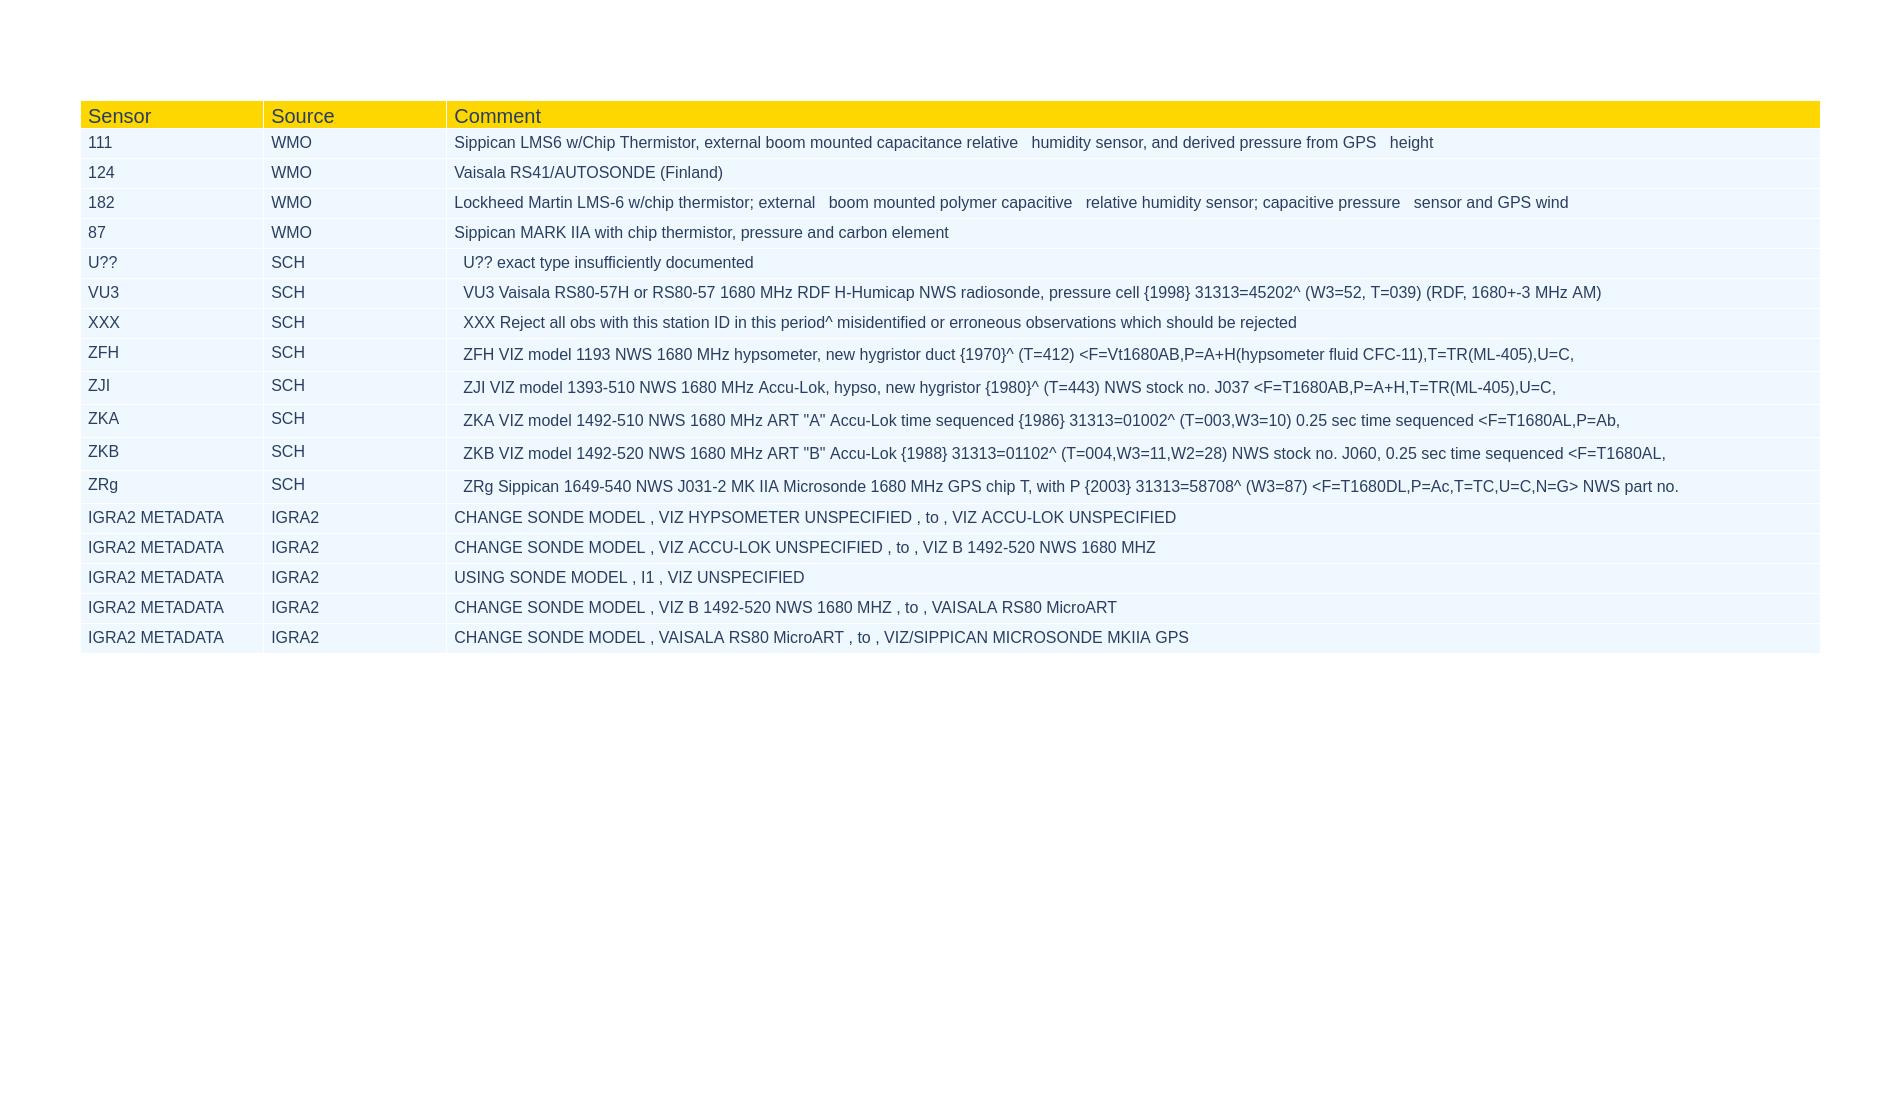 Sensor Source Comment
111 WMO Sippican LMS6 w/Chip Thermistor, external boom mounted capacitance relative   humidity sensor, and derived pressure from GPS   height
124 WMO Vaisala RS41/AUTOSONDE (Finland)
182 WMO Lockheed Martin LMS-6 w/chip thermistor; external   boom mounted polymer capacitive   relative humidity sensor; capacitive pressure   sensor and GPS wind
87 WMO Sippican MARK IIA with chip thermistor, pressure and carbon element
U?? SCH U?? exact type insufficiently documented
VU3 SCH VU3 Vaisala RS80-57H or RS80-57 1680 MHz RDF H-Humicap NWS radiosonde, pressure cell {1998} 31313=45202^ (W3=52, T=039) (RDF, 1680+-3 MHz AM)
XXX SCH XXX Reject all obs with this station ID in this period^ misidentified or erroneous observations which should be rejected
ZFH SCH ZFH VIZ model 1193 NWS 1680 MHz hypsometer, new hygristor duct {1970}^ (T=412) <F=Vt1680AB,P=A+H(hypsometer fluid CFC-11),T=TR(ML-405),U=C,
ZJI SCH ZJI VIZ model 1393-510 NWS 1680 MHz Accu-Lok, hypso, new hygristor {1980}^ (T=443) NWS stock no. J037 <F=T1680AB,P=A+H,T=TR(ML-405),U=C,
ZKA SCH ZKA VIZ model 1492-510 NWS 1680 MHz ART "A" Accu-Lok time sequenced {1986} 31313=01002^ (T=003,W3=10) 0.25 sec time sequenced <F=T1680AL,P=Ab,
ZKB SCH ZKB VIZ model 1492-520 NWS 1680 MHz ART "B" Accu-Lok {1988} 31313=01102^ (T=004,W3=11,W2=28) NWS stock no. J060, 0.25 sec time sequenced <F=T1680AL,
ZRg SCH ZRg Sippican 1649-540 NWS J031-2 MK IIA Microsonde 1680 MHz GPS chip T, with P {2003} 31313=58708^ (W3=87) <F=T1680DL,P=Ac,T=TC,U=C,N=G> NWS part no.
IGRA2 METADATA IGRA2 CHANGE SONDE MODEL , VIZ HYPSOMETER UNSPECIFIED , to , VIZ ACCU-LOK UNSPECIFIED
IGRA2 METADATA IGRA2 CHANGE SONDE MODEL , VIZ ACCU-LOK UNSPECIFIED , to , VIZ B 1492-520 NWS 1680 MHZ
IGRA2 METADATA IGRA2 USING SONDE MODEL , I1 , VIZ UNSPECIFIED
IGRA2 METADATA IGRA2 CHANGE SONDE MODEL , VIZ B 1492-520 NWS 1680 MHZ , to , VAISALA RS80 MicroART
IGRA2 METADATA IGRA2 CHANGE SONDE MODEL , VAISALA RS80 MicroART , to , VIZ/SIPPICAN MICROSONDE MKIIA GPS